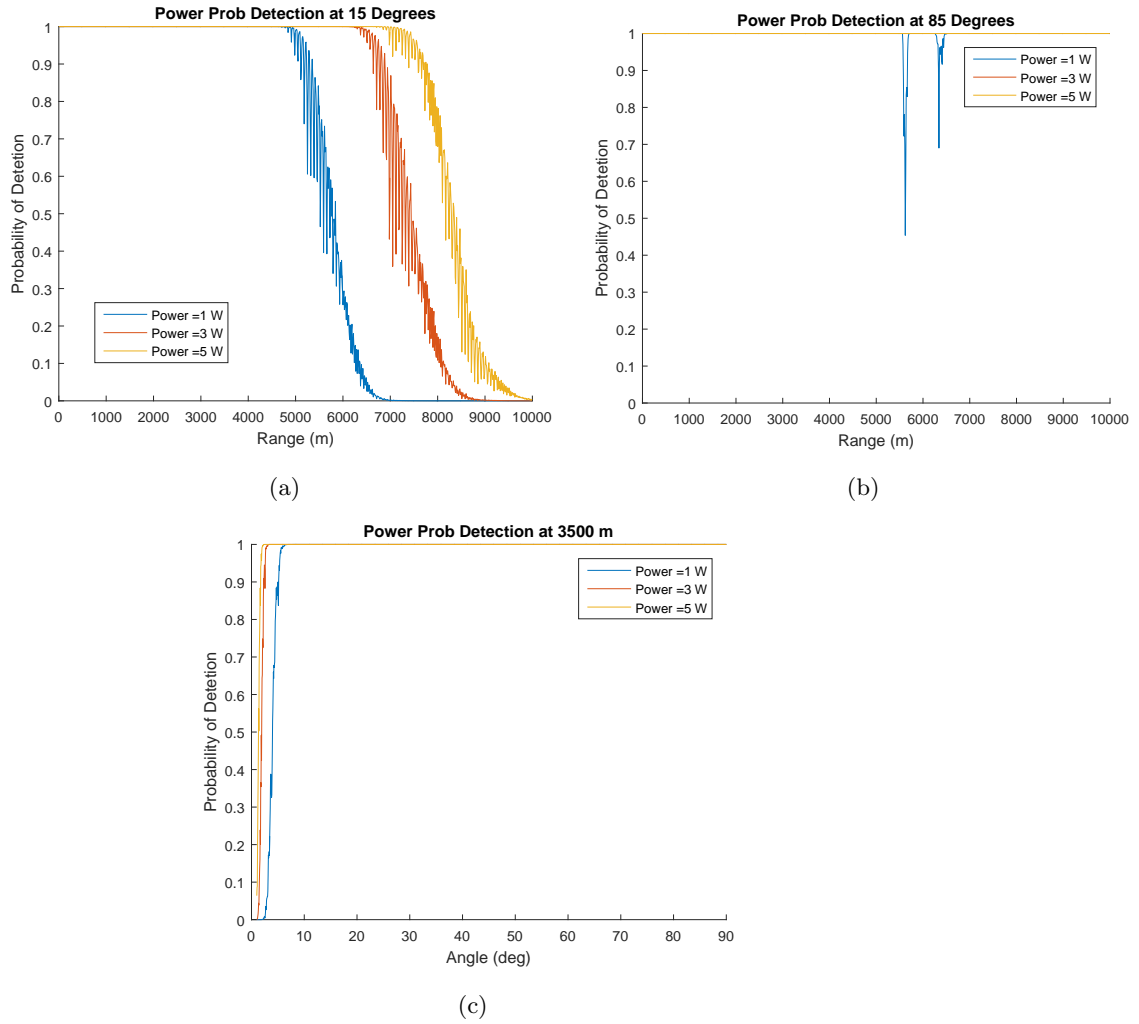 Power Prob Detection at 15 Degrees
1
0.9
0.8
0.7
0.6
0.5
0.4
0.3
0.2
0.1
0
Probability of Detetion
Power =1 W
Power =3 W
Power =5 W
0 1000 2000 3000 4000 5000 6000 7000 8000 9000 10000
Range (m)
(a)
Power Prob Detection at 85 Degrees
1
0.9
0.8
0.7
0.6
0.5
0.4
0.3
0.2
0.1
0
Probability of Detetion
Power =1 W
Power =3 W
Power =5 W
0 1000 2000 3000 4000 5000 6000 7000 8000 9000 10000
Range (m)
(b)
Power Prob Detection at 3500 m
1
0.9
0.8
0.7
0.6
0.5
0.4
0.3
0.2
0.1
0
Probability of Detetion
Power =1 W
Power =3 W
Power =5 W
0 10 20 30 40 50 60 70 80 90
Angle (deg)
(c)